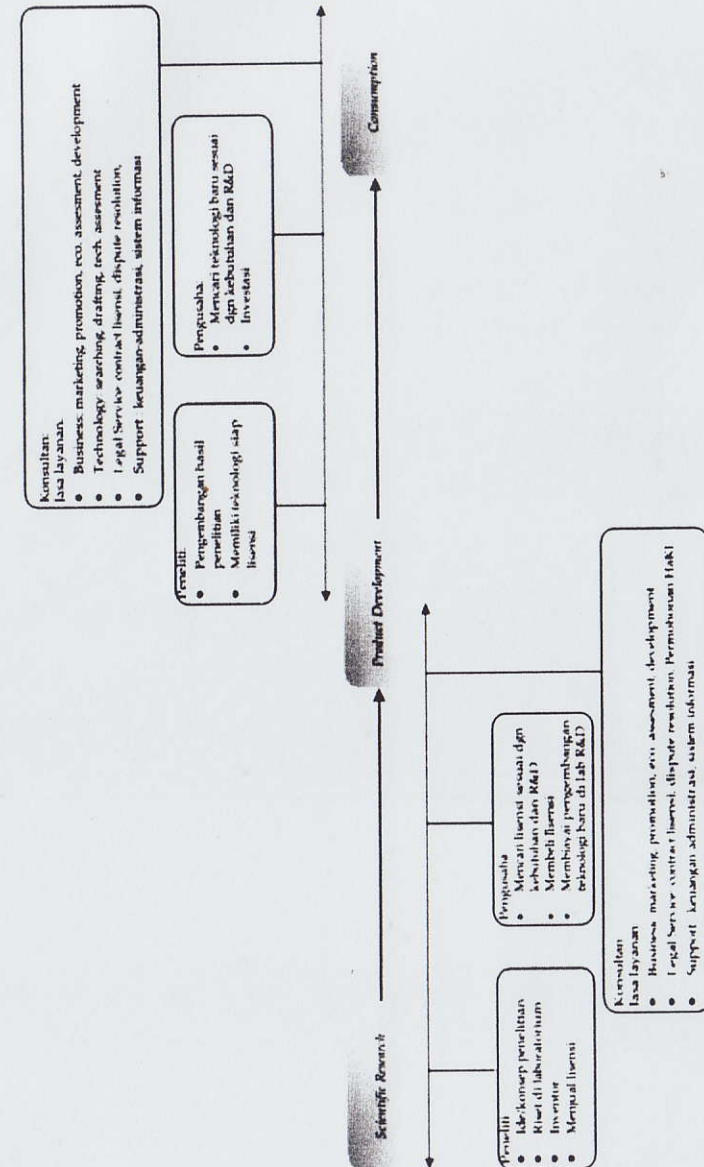 Konsultan:
Jasa layanan:
• Business: marketing, promotion, eco. assesment, development
• Technology: searching, drafting, tech. assesment
• Legal Service: contract lisensi, dispute resolution,
• Support : keuangan-administrasi, sistem informasi
Peneliti:
• Pengembangan hasil
penelitian
• Memiliki teknologi siap
lisensi
Pengusaha:
• Mencari teknologi baru sesuai
dgn kebutuhan dan R&D
• Investasi
Scientific Research
Product Development
Consumption
Peneliti
• Ide/konsep penelitian
• Riset di laboratorium
• Inventor
• Menjual lisensi
Pengusaha
• Mencari lisensi sesuai dgn
kebutuhan dan R&D
• Membeli lisensi
• Membiayai pengembangan
teknologi baru di lab R&D
Konsultan
Jasa layanan
• Business: marketing, promotion, eco. assesment, development
• Legal Service: contract lisensi, dispute resolution, Permohonan HaKI
• Support : keuangan administrasi, sistem informasi